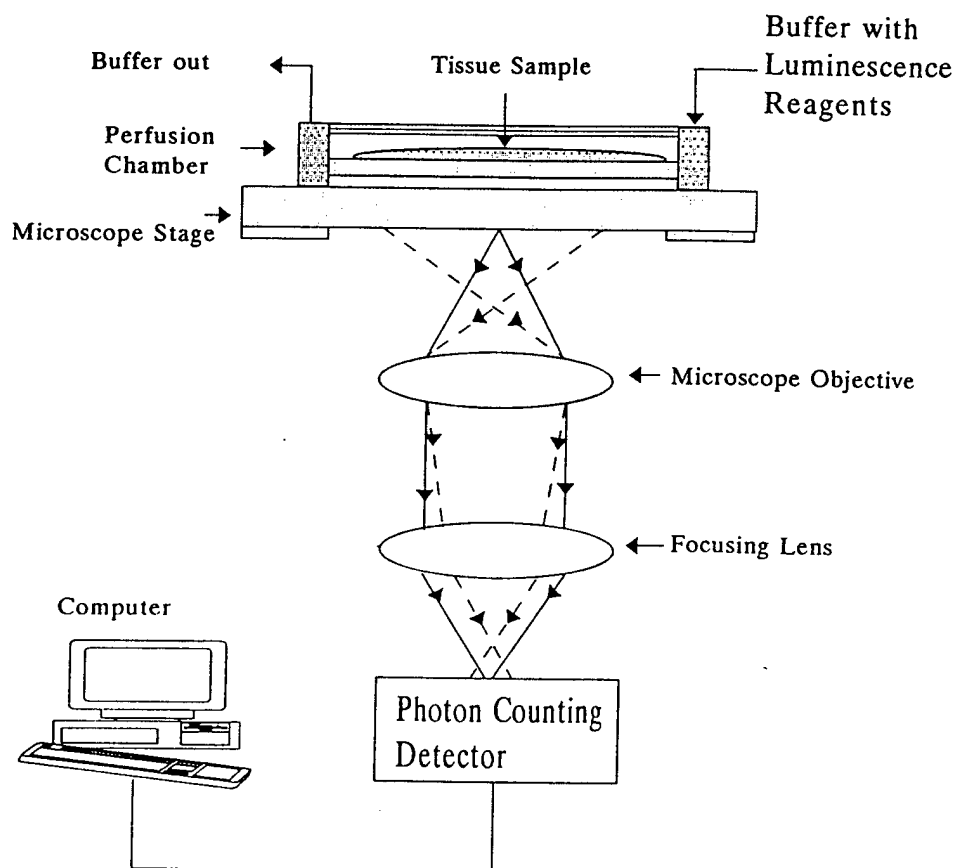 Buffer out
Tissue Sample
Buffer with
Luminescence
Reagents
Perfusion
Chamber
Microscope Stage
Microscope Objective
Focusing Lens
Computer
Photon Counting
Detector